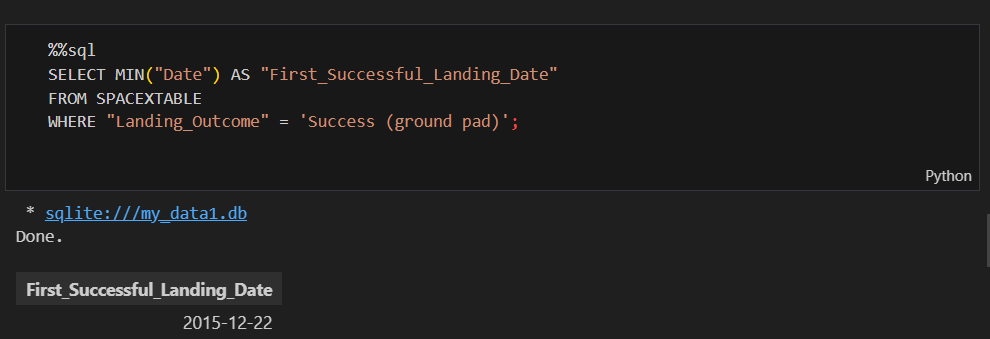 %%sql
SELECT MIN("Date") AS "First_Successful_Landing_Date"
FROM SPACEXTABLE
WHERE "Landing_Outcome" = 'Success (ground pad)';
Python
* sqlite:///my_data1.db
Done.
First_Successful_Landing_Date
2015-12-22